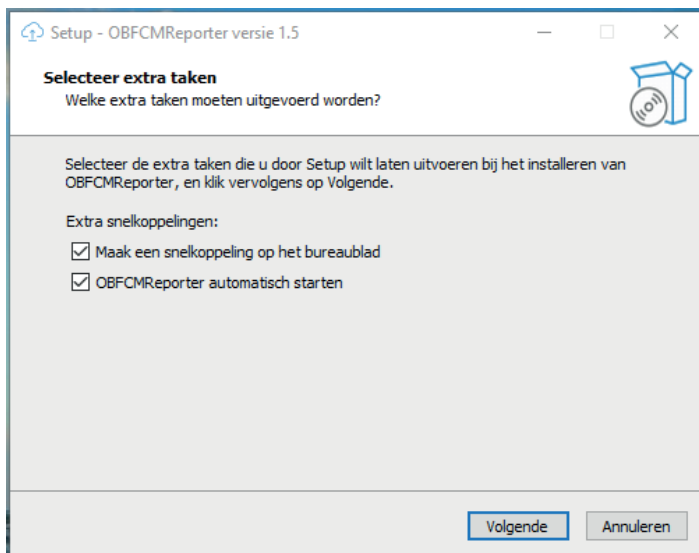 Setup - OBFCMReporter versie 1.5
Selecteer extra taken
Welke extra taken moeten uitgevoerd worden?
Selecteer de extra taken die u door Setup wilt laten uitvoeren bij het installeren van
OBFCMReporter, en klik vervolgens op Volgende.
Extra snelkoppelingen:
Maak een snelkoppeling op het bureaublad
OBFCMReporter automatisch starten
Volgende
Annuleren